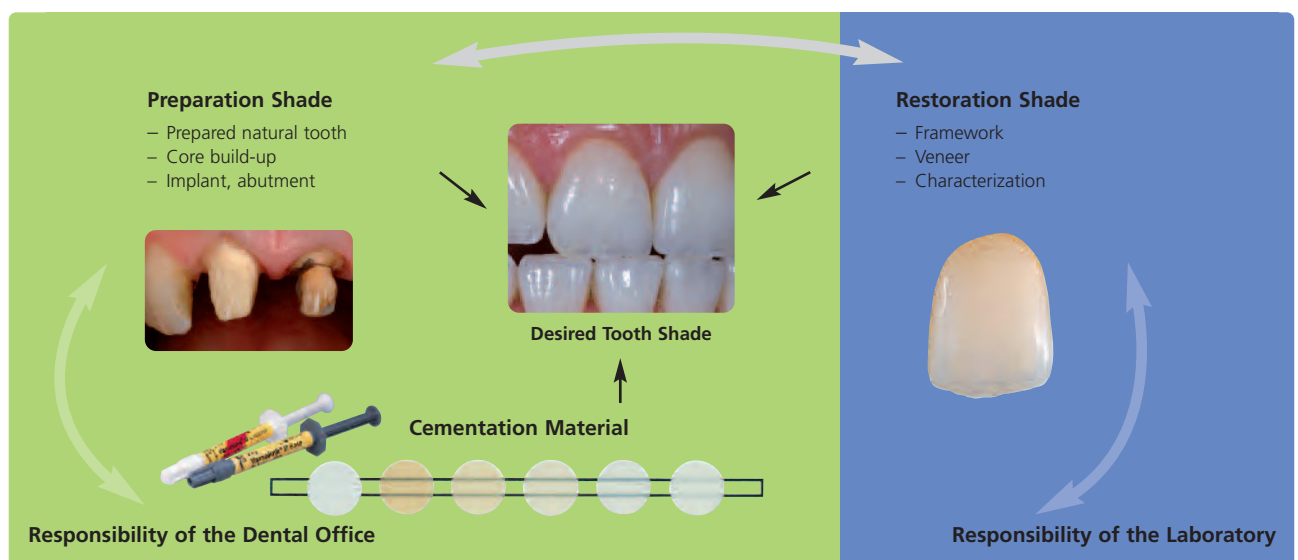 Preparation Shade
– Prepared natural tooth
– Core build-up
– Implant, abutment
Restoration Shade
– Framework
– Veneer
– Characterization
Desired Tooth Shade
Cementation Material
Responsibility of the Dental Office
Responsibility of the Laboratory